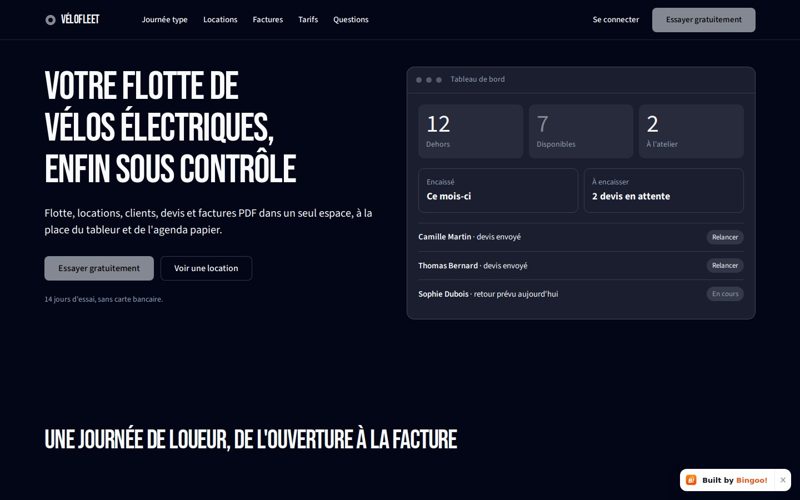 VÉLOFLEET
Journée type
Locations
Factures
Tarifs
Questions
Se connecter
Essayer gratuitement
VOTRE FLOTTE DE
VÉLOS ÉLECTRIQUES,
ENFIN SOUS CONTRÔLE
Flotte, locations, clients, devis et factures PDF dans un seul espace, à la
place du tableur et de l'agenda papier.
Essayer gratuitement
Voir une location
14 jours d'essai, sans carte bancaire.
Tableau de bord
12
Dehors
7
Disponibles
2
À l'atelier
Encaissé
Ce mois-ci
À encaisser
2 devis en attente
Camille Martin · devis envoyé
Relancer
Thomas Bernard · devis envoyé
Relancer
Sophie Dubois · retour prévu aujourd'hui
En cours
UNE JOURNÉE DE LOUEUR, DE L'OUVERTURE À LA FACTURE
Built by Bingoo!
×